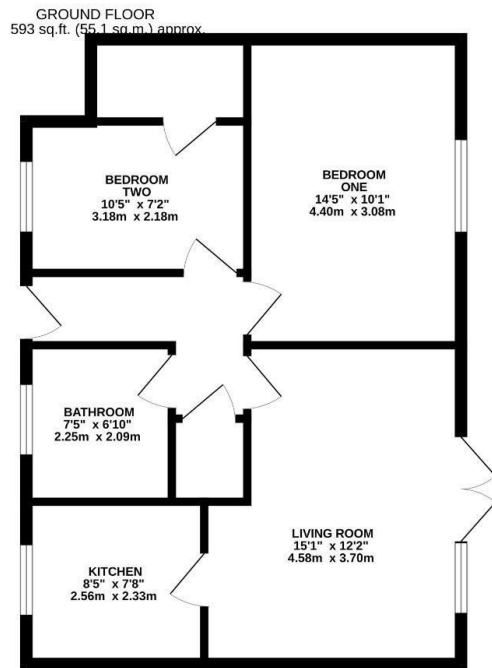 GROUND FLOOR
593 sq.ft. (55.1 sq.m.) approx.
BEDROOM
TWO
10'5" x 7'2"
3.18m x 2.18m
BEDROOM
ONE
14'5" x 10'1"
4.40m x 3.08m
BATHROOM
7'5" x 6'10"
2.25m x 2.09m
LIVING ROOM
15'1" x 12'2"
4.58m x 3.70m
KITCHEN
8'5" x 7'8"
2.56m x 2.33m